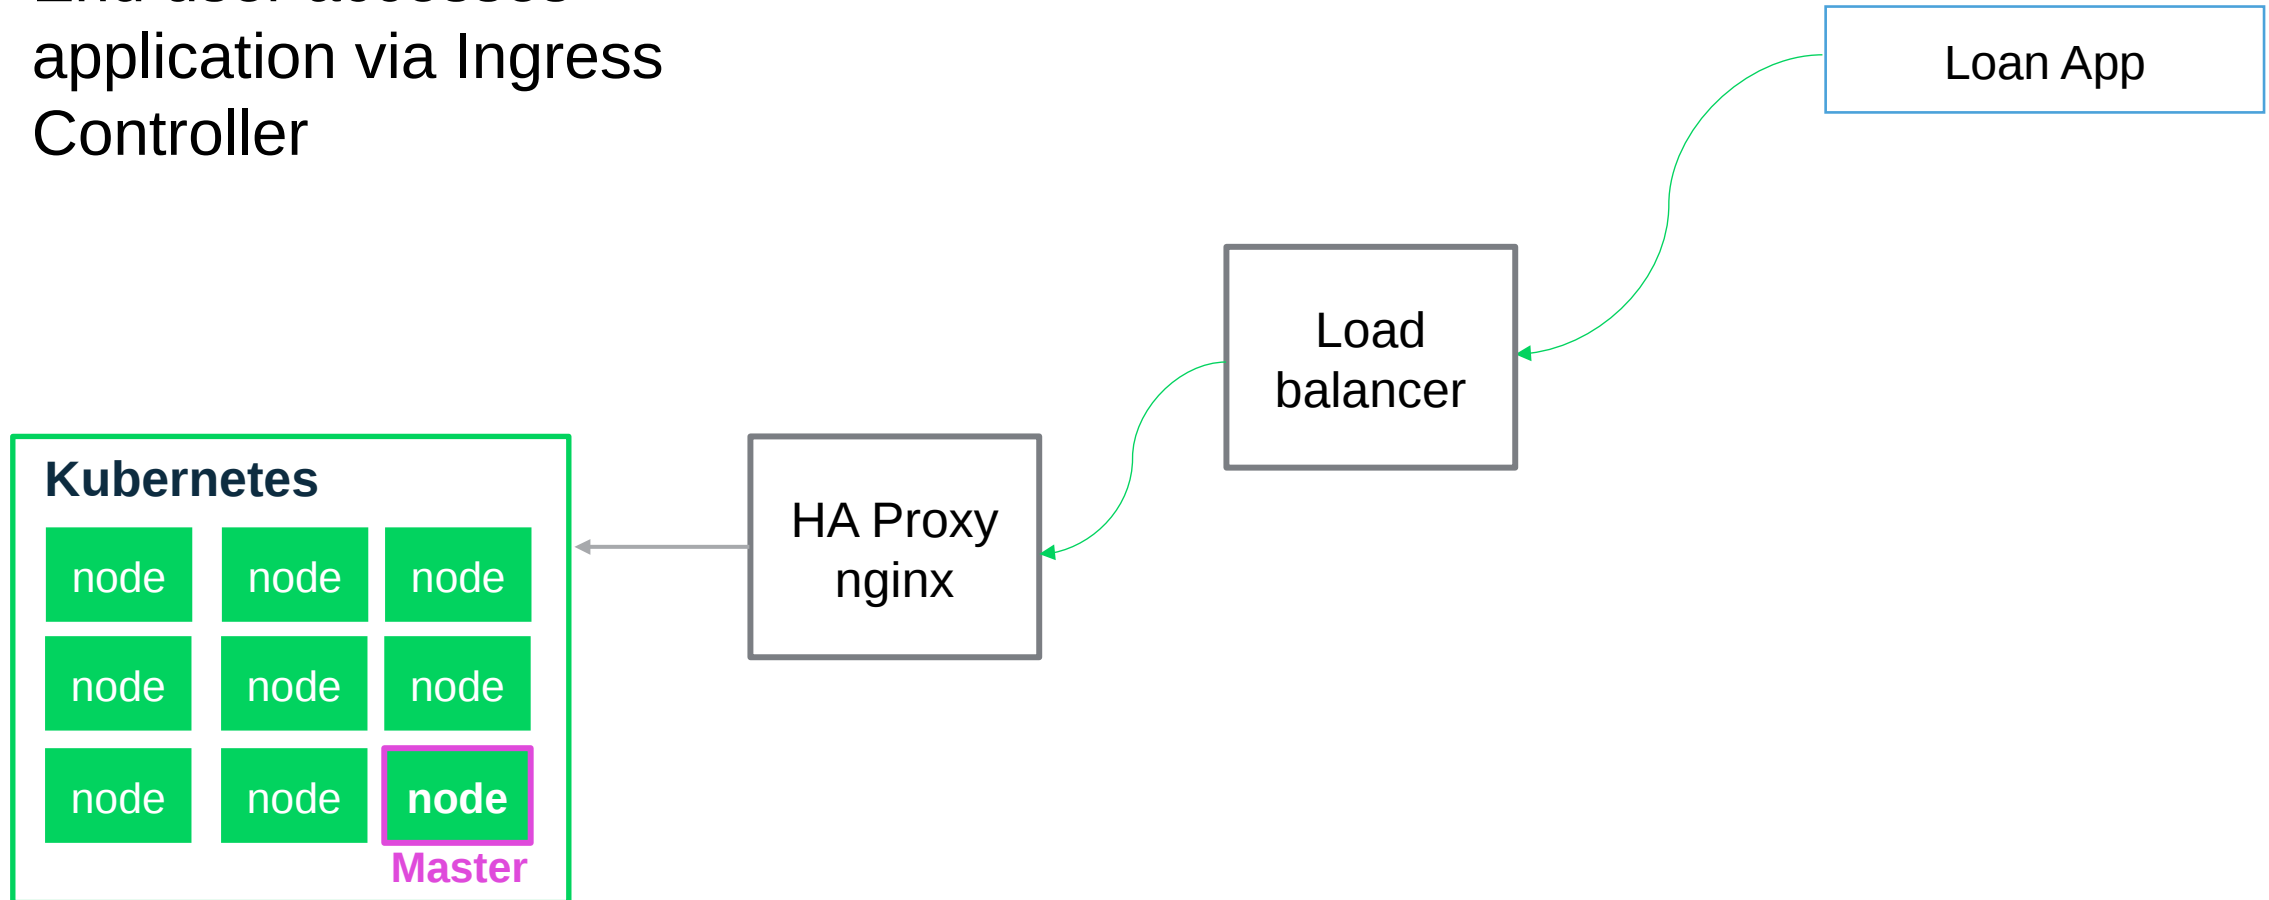 application via Ingress
Controller
Loan App
Load
balancer
HA Proxy
nginx
Kubernetes
node node node
node node node
node node node
Master